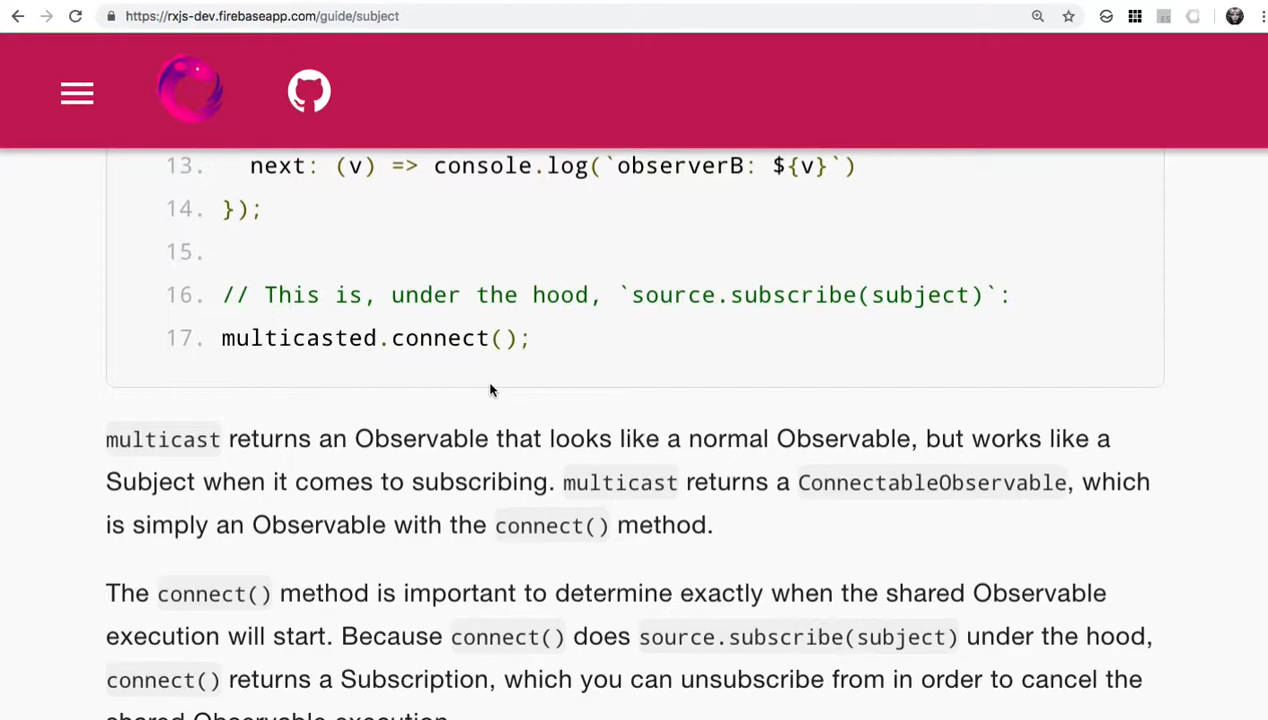 https://rxjs-dev.firebaseapp.com/guide/subject
13. next: (v) => console.log(`observerB: ${v}`)
14. });
15.
16. // This is, under the hood, `source.subscribe(subject)`:
17. multicasted.connect();
multicast returns an Observable that looks like a normal Observable, but works like a
Subject when it comes to subscribing. multicast returns a ConnectableObservable, which
is simply an Observable with the connect() method.
The connect() method is important to determine exactly when the shared Observable
execution will start. Because connect() does source.subscribe(subject) under the hood,
connect() returns a Subscription, which you can unsubscribe from in order to cancel the
shared Observable execution.